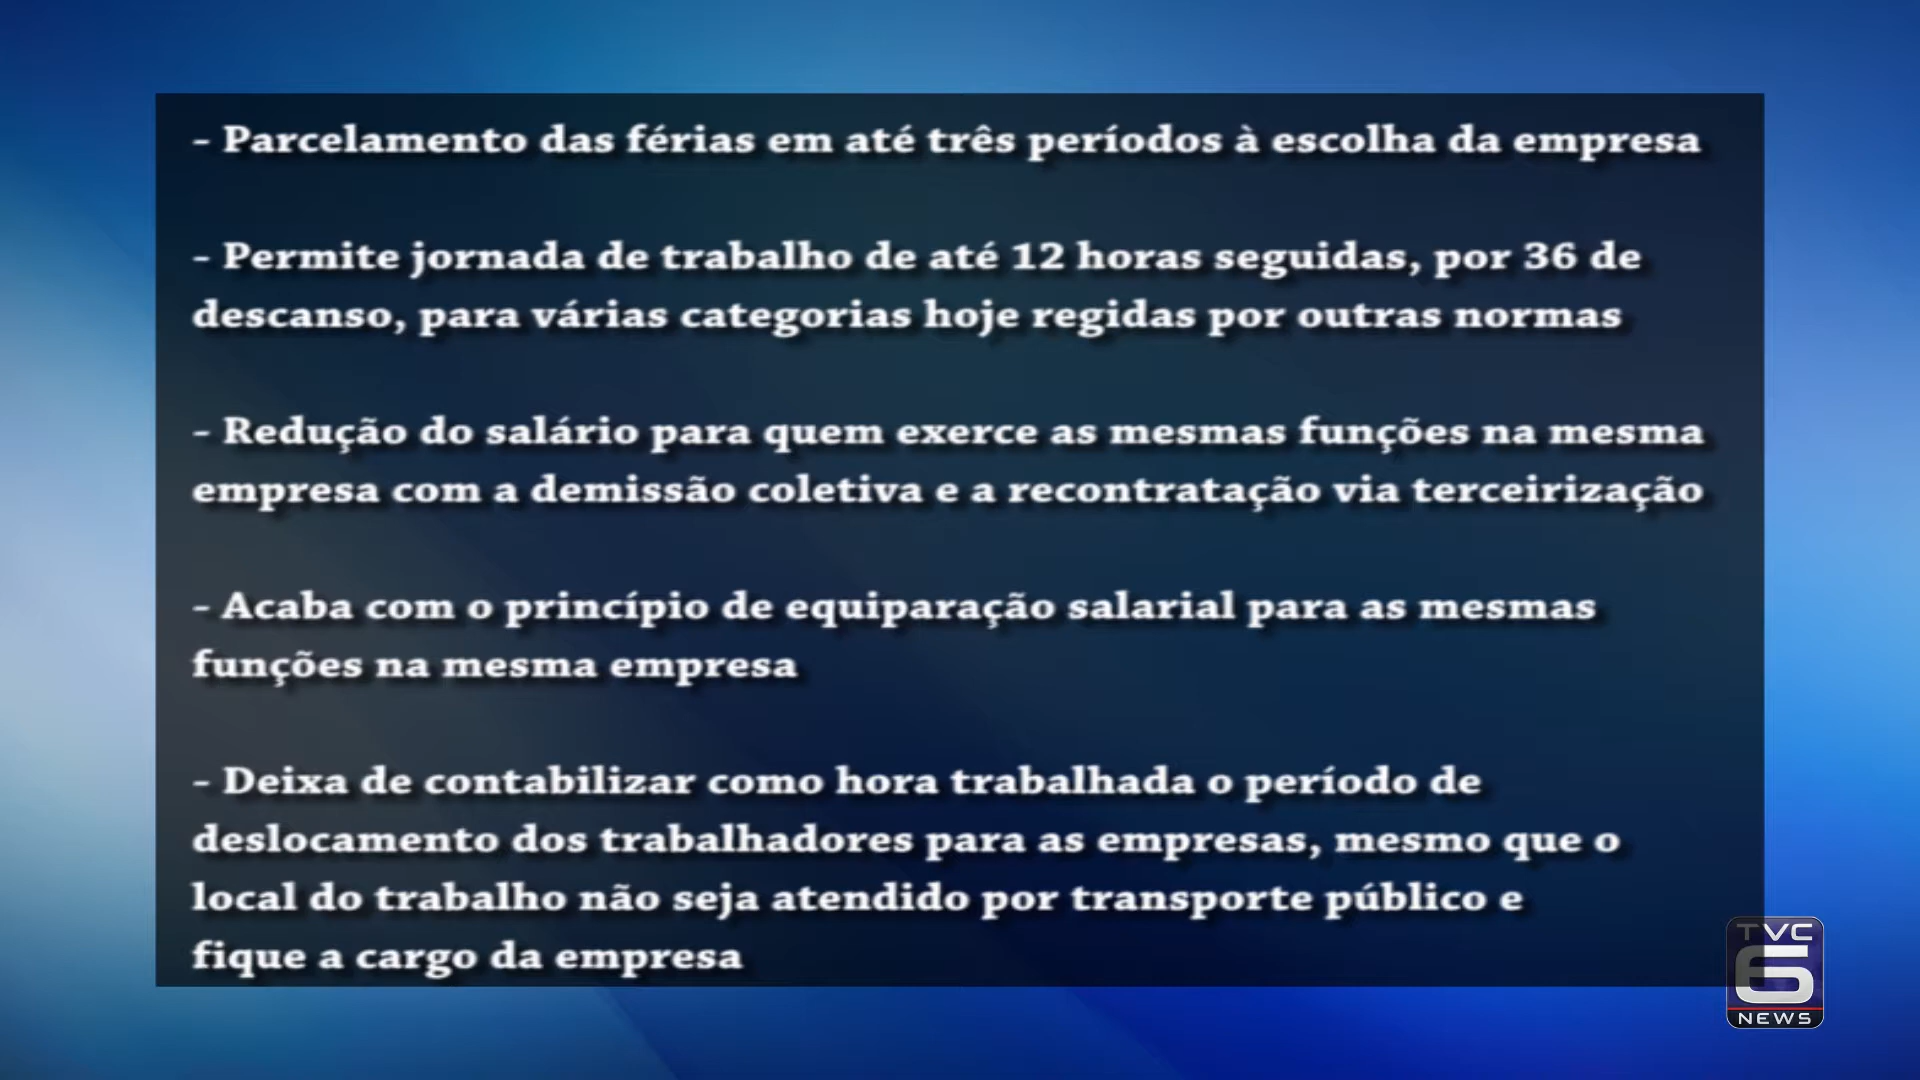 - Parcelamento das férias em até três períodos à escolha da empresa
- Permite jornada de trabalho de até 12 horas seguidas, por 36 de
descanso, para várias categorias hoje regidas por outras normas
- Redução do salário para quem exerce as mesmas funções na mesma
empresa com a demissão coletiva e a recontratação via terceirização
- Acaba com o princípio de equiparação salarial para as mesmas
funções na mesma empresa
- Deixa de contabilizar como hora trabalhada o período de
deslocamento dos trabalhadores para as empresas, mesmo que o
local do trabalho não seja atendido por transporte público e
fique a cargo da empresa
TVC
6
NEWS